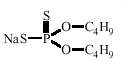 S
NaS P O C₄H₉
O C₄H₉